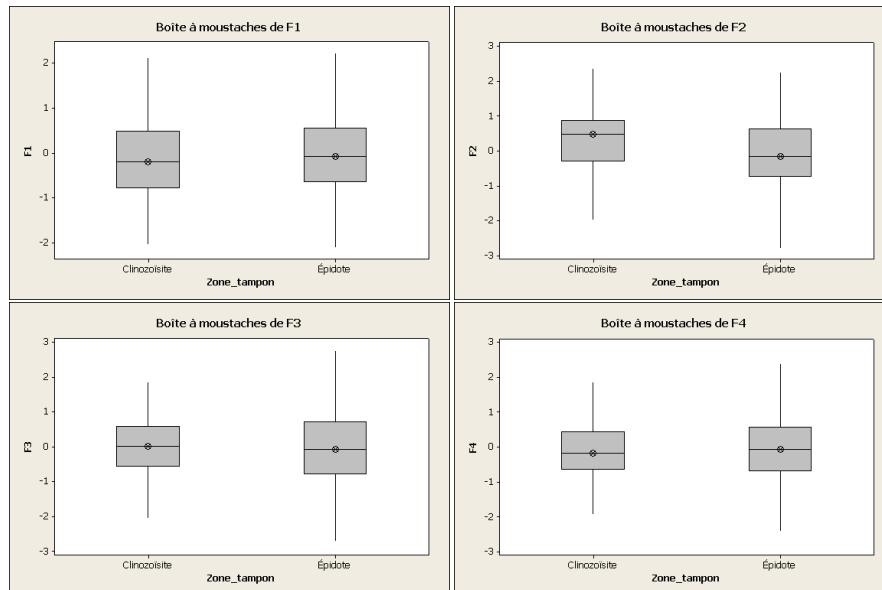 Boîte à moustaches de F1
2
1
0
-1
-2
F1
Clinozoïsite Épidote
Zone_tampon
Boîte à moustaches de F2
3
2
1
0
-1
-2
-3
F2
Clinozoïsite Épidote
Zone_tampon
Boîte à moustaches de F3
3
2
1
0
-1
-2
-3
F3
Clinozoïsite Épidote
Zone_tampon
Boîte à moustaches de F4
3
2
1
0
-1
-2
-3
F4
Clinozoïsite Épidote
Zone_tampon